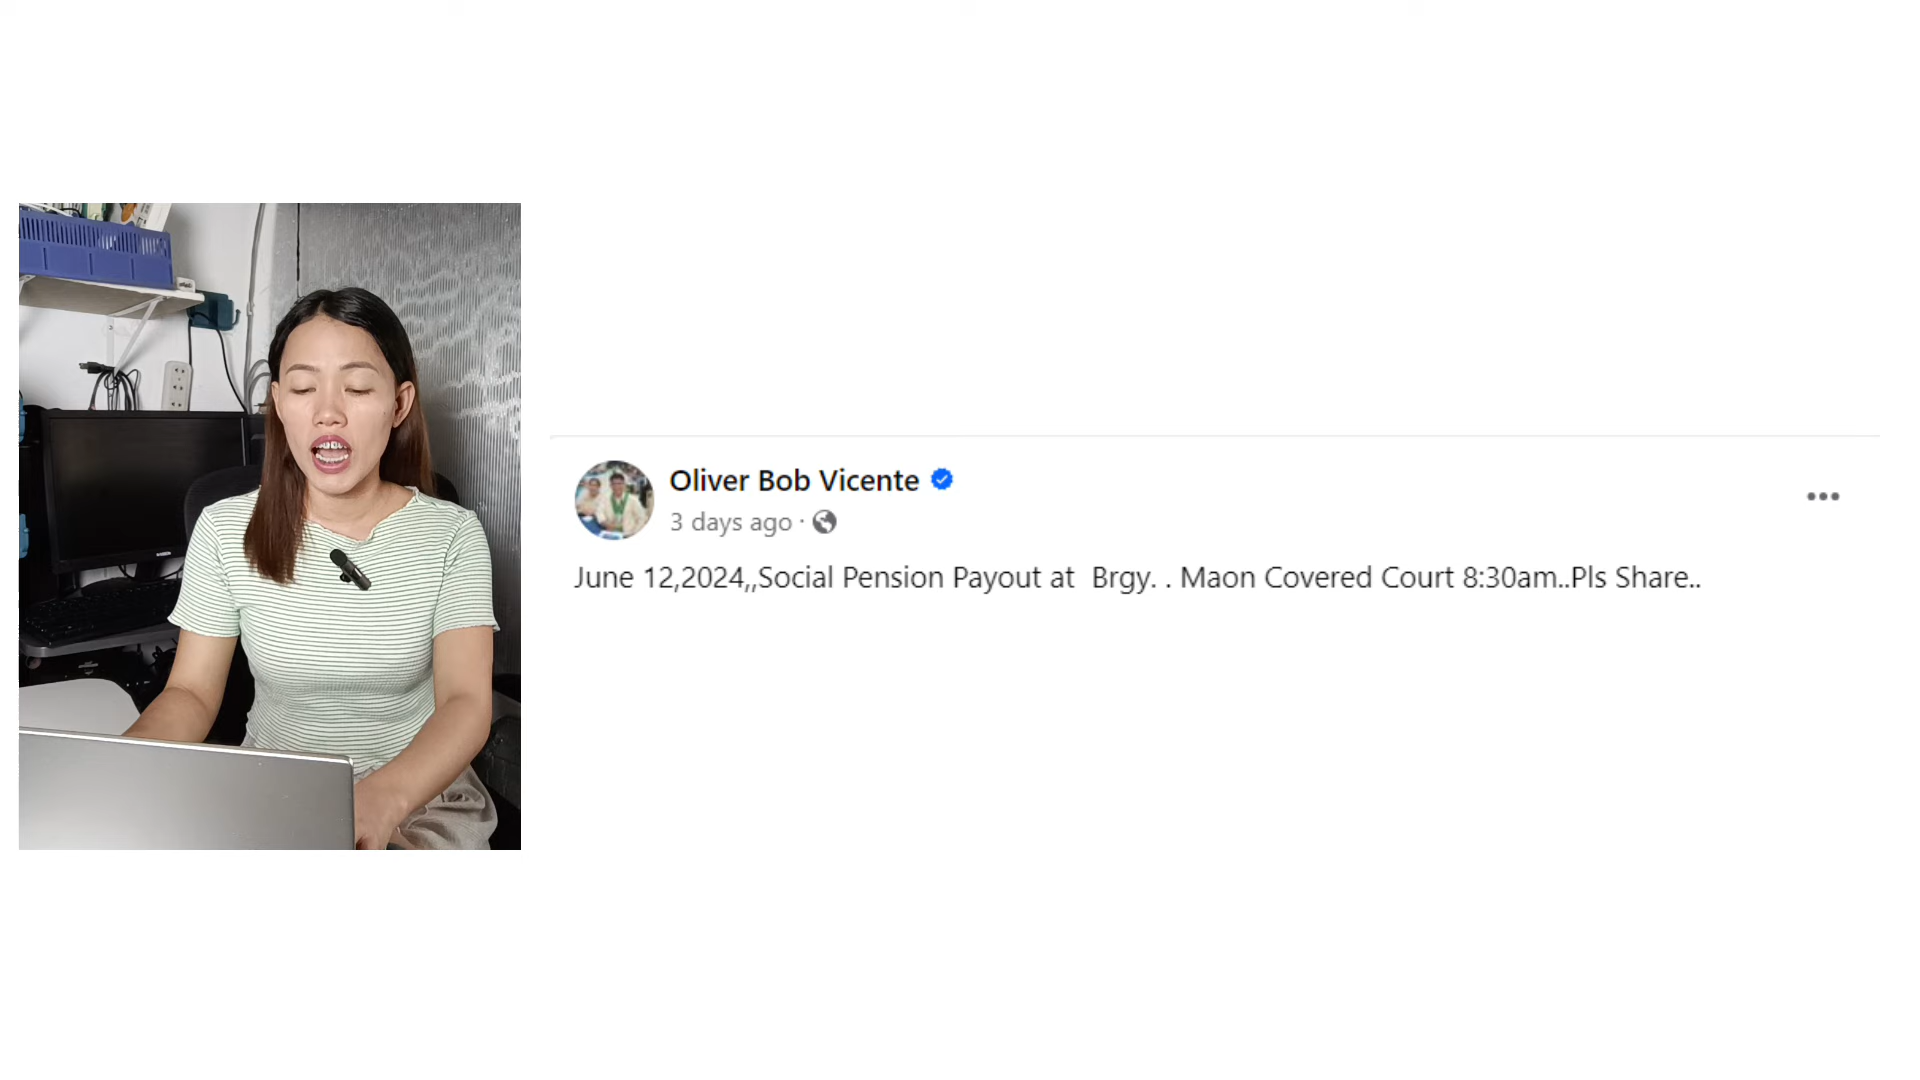 Oliver Bob Vicente
3 days ago ·
June 12,2024,,Social Pension Payout at  Brgy. . Maon Covered Court 8:30am..Pls Share..